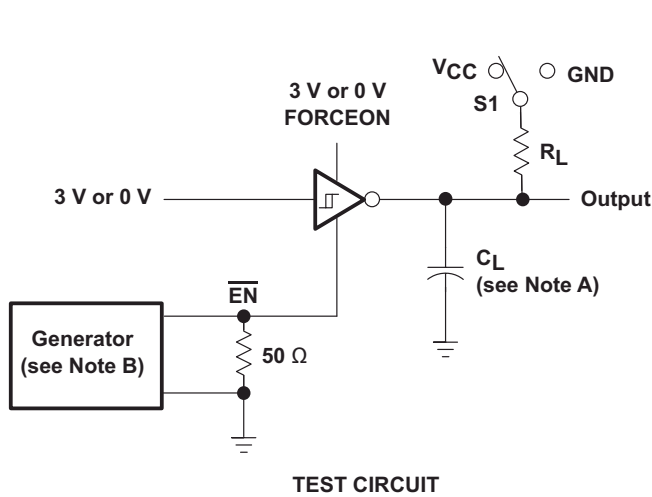 VCC
GND
S1
3 V or 0 V
FORCEON
RL
3 V or 0 V
Output
CL
(see Note A)
EN
Generator
(see Note B)
50 Ω
TEST CIRCUIT